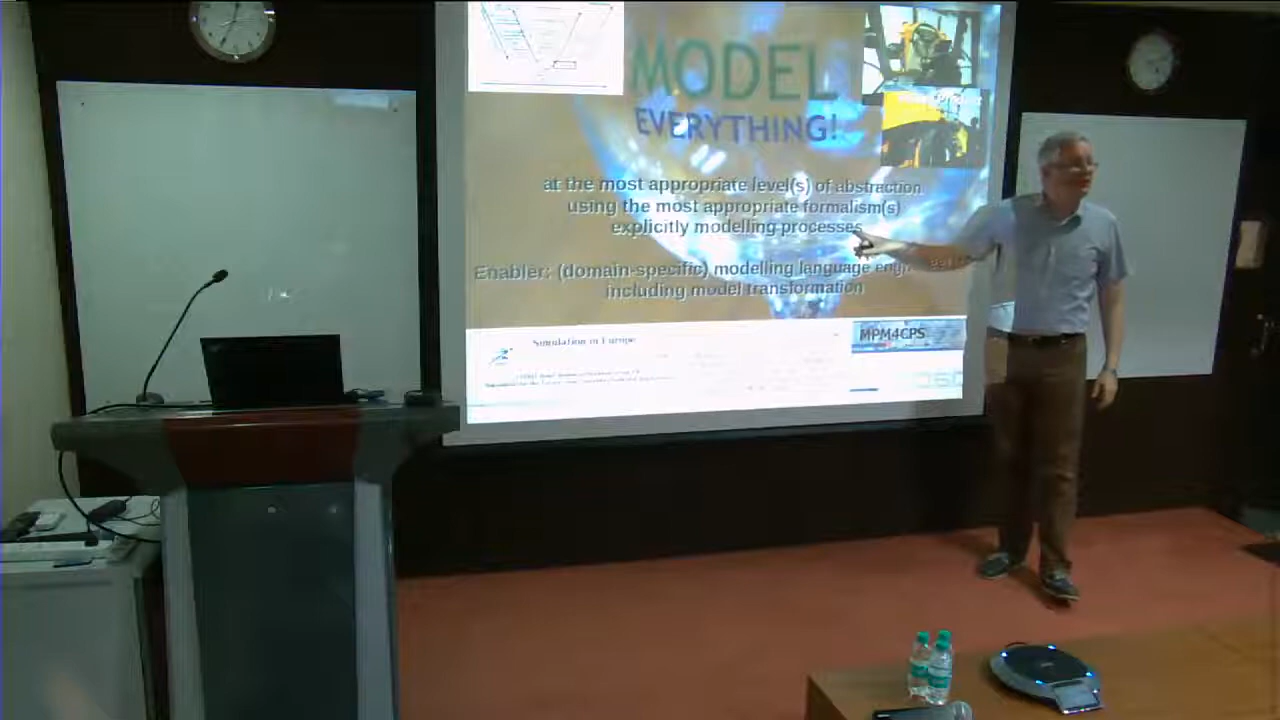 MODEL
EVERYTHING!
at the most appropriate level(s) of abstraction
using the most appropriate formalism(s)
explicitly modelling processes
Enabler: (domain-specific) modelling language
including model transformation
Simulation in Europe
MPM4CPS